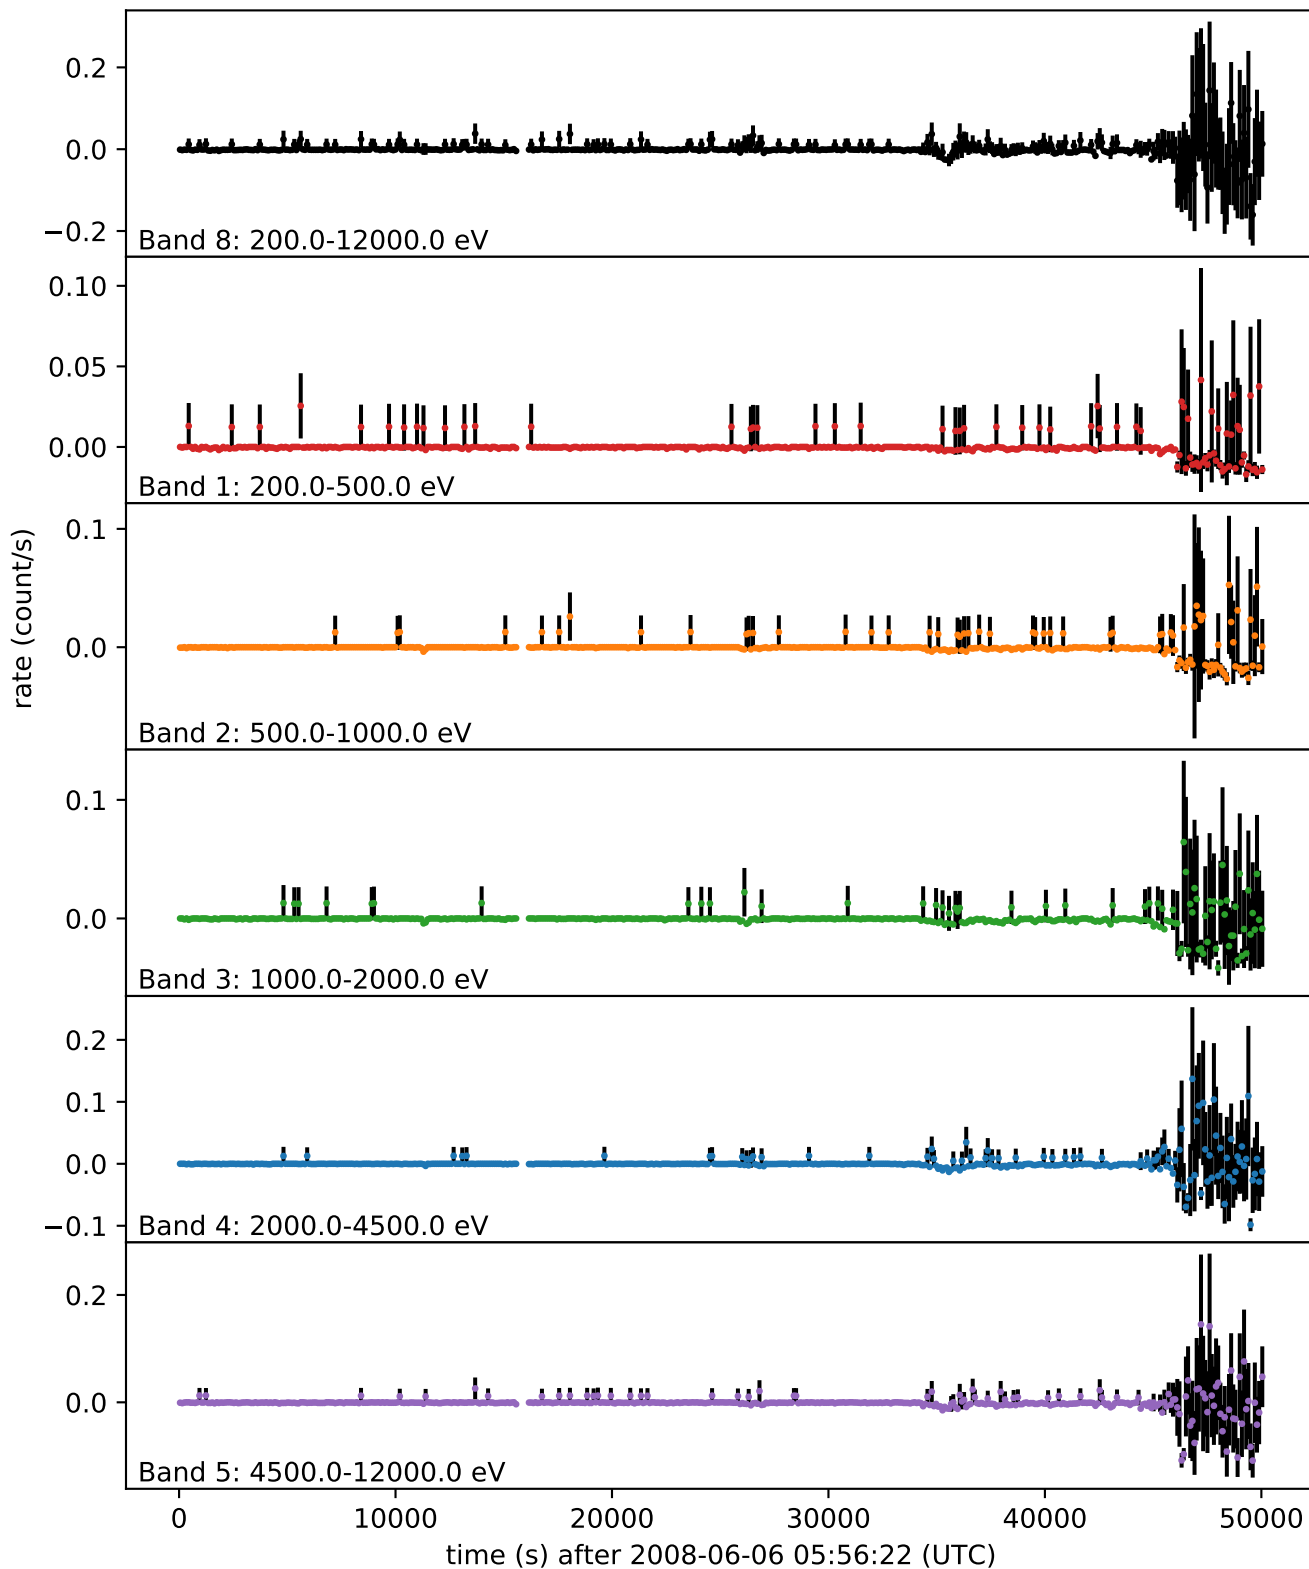 0.2
0.0
−0.2
Band 8: 200.0-12000.0 eV
0.10
0.05
0.00
Band 1: 200.0-500.0 eV
rate (count/s)
0.1
0.0
Band 2: 500.0-1000.0 eV
0.1
0.0
Band 3: 1000.0-2000.0 eV
0.2
0.1
0.0
−0.1
Band 4: 2000.0-4500.0 eV
0.2
0.0
Band 5: 4500.0-12000.0 eV
0 10000 20000 30000 40000 50000
time (s) after 2008-06-06 05:56:22 (UTC)